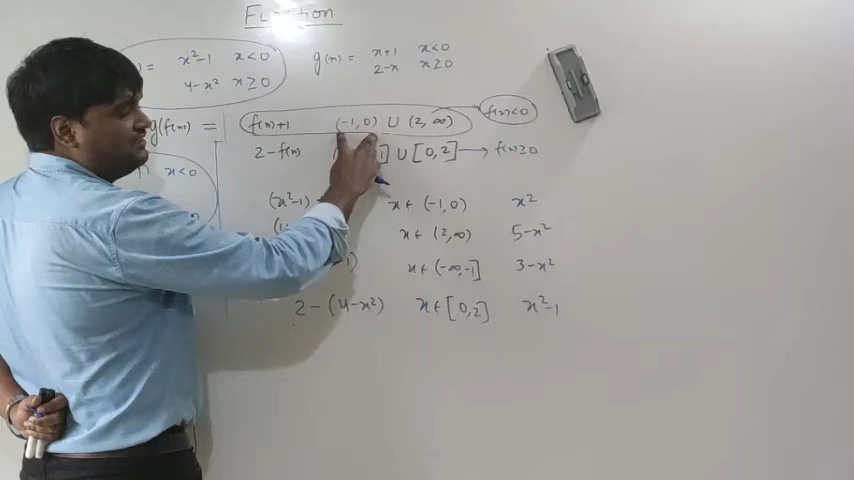 Function
) = x²-1 x<0 g(x) = x+1 x<0
4-x² x≥0 2-x x≥0
g(f(x)) = f(x)+1 (-1,0) ∪ (2,∞) f(x)<0
2-f(x) 1] ∪ [0,2] → f(x)≥0
x<0
(x²-1) x∈(-1,0) x²
x∈(2,∞) 5-x²
) x∈(-∞,-1] 3-x²
2-(4-x²) x∈[0,2] x²-1